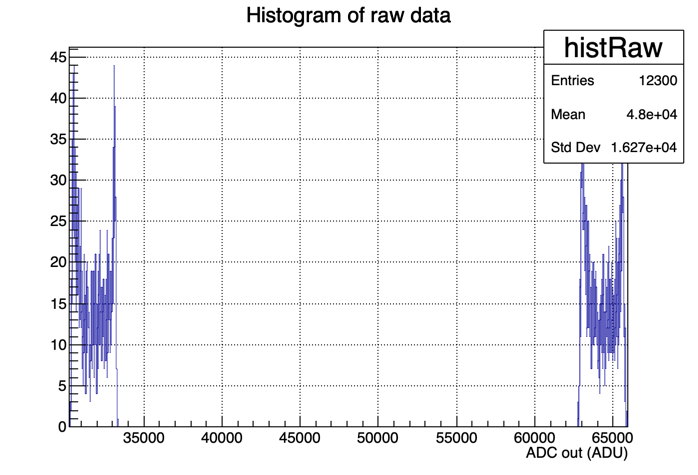 Histogram of raw data
histRaw
Entries 12300
Mean 4.8e+04
Std Dev 1.627e+04
45
40
35
30
25
20
15
10
5
0
35000 40000 45000 50000 55000 60000 65000
ADC out (ADU)